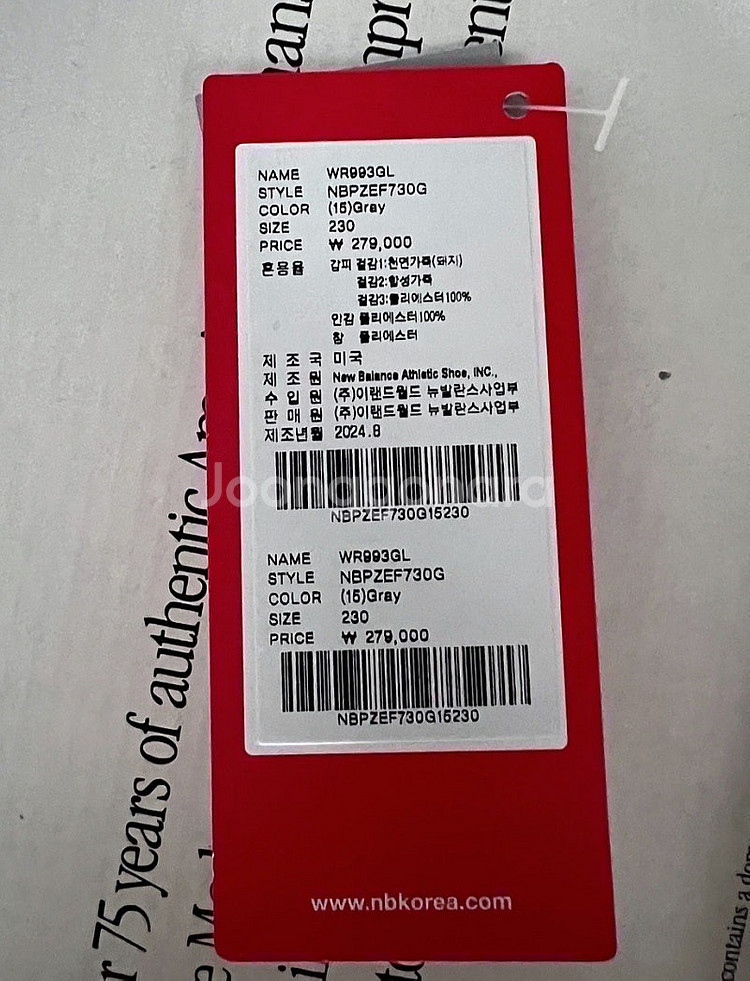 NAME WR993GL
STYLE NBPZEF730G
COLOR (15)Gray
SIZE 230
PRICE ₩ 279,000
혼용율 갑피 겉감1:천연가죽(돼지)
겉감2:합성가죽
겉감3:폴리에스터100%
안감 폴리에스터100%
창 폴리에스터
제 조 국 미국
제 조 원 New Balance Athletic Shoe, INC.,
수 입 원 (주)이랜드월드 뉴발란스사업부
판 매 원 (주)이랜드월드 뉴발란스사업부
제조년월 2024.8
NBPZEF730G15230
NAME WR993GL
STYLE NBPZEF730G
COLOR (15)Gray
SIZE 230
PRICE ₩ 279,000
NBPZEF730G15230
www.nbkorea.com
75 years of authentic
contains a
Joongonara